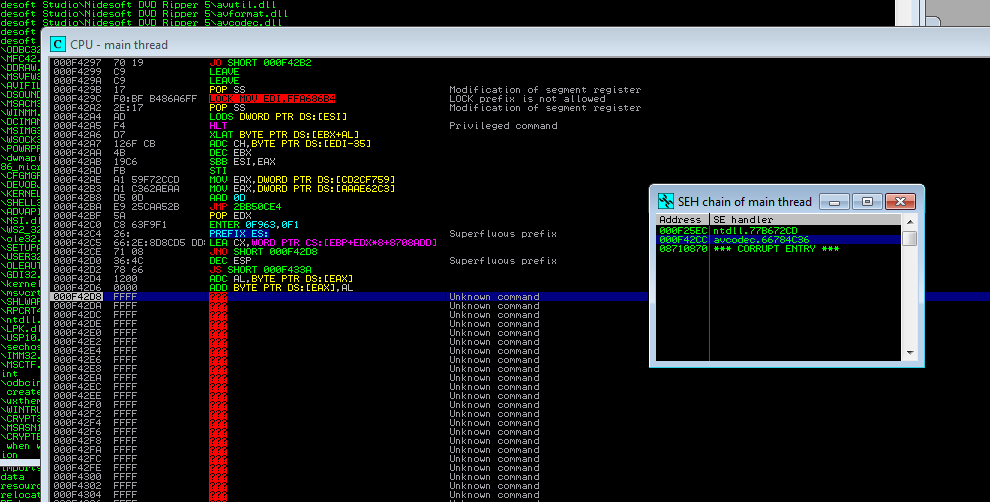 desoft Studio\Nidesoft DVD Ripper 5\avutil.dll
desoft Studio\Nidesoft DVD Ripper 5\avformat.dll
desoft Studio\Nidesoft DVD Ripper 5\avcodec.dll
\ODBC32
\MFC42.
\DDRAW.
\MSVFW3
\AVIFIL
\DSOUND
\MSACM3
\WINMM.
\DCIMAN
\MSIMG3
\WSOCK3
\POWRPR
\dwmapi
86_micr
\CFGMGR
\DEVOBJ
\KERNEL
\SHELL3
\ADVAPI
\NSI.dl
\WS2_32
\ole32.
\SETUPA
\USER32
\OLEAUT
\GDI32.
\kernel
\msvcrt
\SHLWAP
\RPCRT4
\ntdll.
\LPK.dl
\USP10.
\sechos
\IMM32.
\MSCTF.
int
\odbcin
create
\uxthem
\WINTRU
\CRYPT3
\MSASN1
\CRYPTB
when w
ion
imports
data
resour
relocat
C CPU - main thread
000F4297 70 19 JO SHORT 000F42B2
000F4299 C9 LEAVE
000F429A C9 LEAVE
000F429B 17 POP SS Modification of segment register
000F429C F0:BF B486A6FF LOCK MOV EDI,FFA686B4 LOCK prefix is not allowed
000F42A2 2E:17 POP SS Modification of segment register
000F42A4 AD LODS DWORD PTR DS:[ESI]
000F42A5 F4 HLT Privileged command
000F42A6 D7 XLAT BYTE PTR DS:[EBX+AL]
000F42A7 126F CB ADC CH,BYTE PTR DS:[EDI-35]
000F42AA 4B DEC EBX
000F42AB 19C6 SBB ESI,EAX
000F42AD FB STI
000F42AE A1 59F72CCD MOV EAX,DWORD PTR DS:[CD2CF759]
000F42B3 A1 C362AEAA MOV EAX,DWORD PTR DS:[AAAE62C3]
000F42B8 D5 0D AAD 0D
000F42BA E9 25CAA52B JMP 2BB50CE4
000F42BF 5A POP EDX
000F42C0 C8 63F9F1 ENTER 0F963,0F1
000F42C4 26: PREFIX ES: Superfluous prefix
000F42C5 66:2E:8D8CD5 DD: LEA CX,WORD PTR CS:[EBP+EDX*8+8703ADD]
000F42CE 71 08 JNO SHORT 000F42D8
000F42D0 36:4C DEC ESP Superfluous prefix
000F42D2 78 66 JS SHORT 000F433A
000F42D4 1200 ADC AL,BYTE PTR DS:[EAX]
000F42D6 0000 ADD BYTE PTR DS:[EAX],AL
000F42D8 FFFF ??? Unknown command
000F42DA FFFF ??? Unknown command
000F42DC FFFF ??? Unknown command
000F42DE FFFF ??? Unknown command
000F42E0 FFFF ??? Unknown command
000F42E2 FFFF ??? Unknown command
000F42E4 FFFF ??? Unknown command
000F42E6 FFFF ??? Unknown command
000F42E8 FFFF ??? Unknown command
000F42EA FFFF ??? Unknown command
000F42EC FFFF ??? Unknown command
000F42EE FFFF ??? Unknown command
000F42F0 FFFF ??? Unknown command
000F42F2 FFFF ??? Unknown command
000F42F4 FFFF ??? Unknown command
000F42F6 FFFF ??? Unknown command
000F42F8 FFFF ??? Unknown command
000F42FA FFFF ??? Unknown command
000F42FC FFFF ??? Unknown command
000F42FE FFFF ??? Unknown command
000F4300 FFFF ??? Unknown command
000F4302 FFFF ??? Unknown command
000F4304 FFFF ??? Unknown command
SEH chain of main thread
Address SE handler
000F25EC ntdll.77B672CD
000F42CC avcodec.66784C36
08710870 *** CORRUPT ENTRY ***